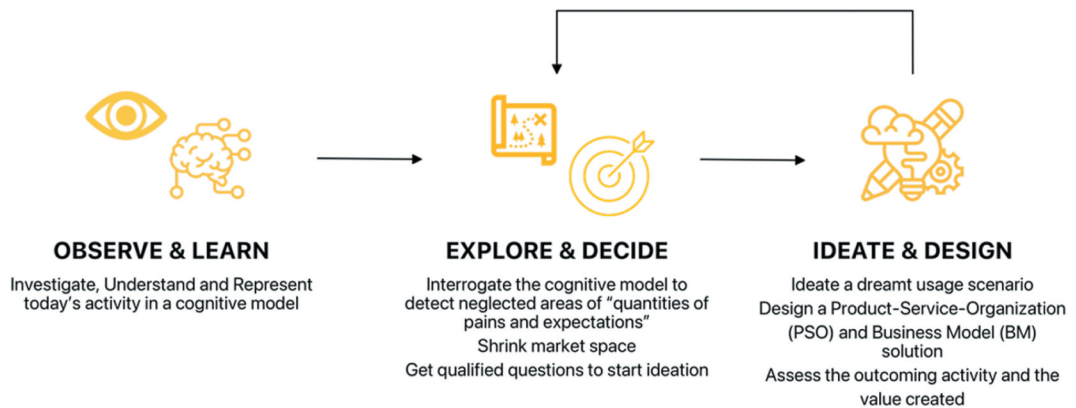 OBSERVE & LEARN
Investigate, Understand and Represent
today's activity in a cognitive model
EXPLORE & DECIDE
Interrogate the cognitive model to
detect neglected areas of “quantities of
pains and expectations”
Shrink market space
Get qualified questions to start ideation
IDEATE & DESIGN
Ideate a dreamt usage scenario
Design a Product-Service-Organization
(PSO) and Business Model (BM)
solution
Assess the outcoming activity and the
value created